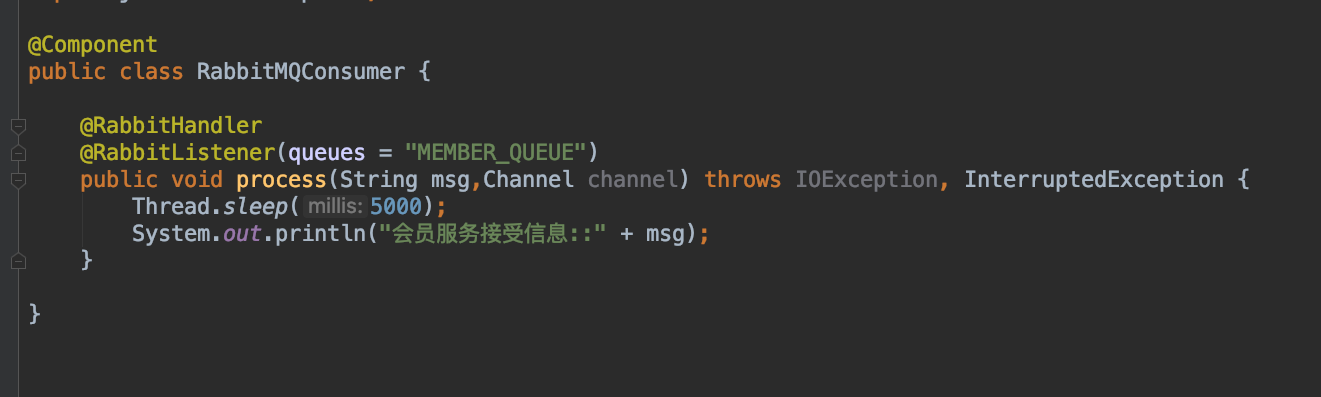 @Component
public class RabbitMQConsumer {
@RabbitHandler
@RabbitListener(queues = "MEMBER_QUEUE")
public void process(String msg,Channel channel) throws IOException, InterruptedException {
Thread.sleep( millis: 5000);
System.out.println("会员服务接受信息::" + msg);
}
}